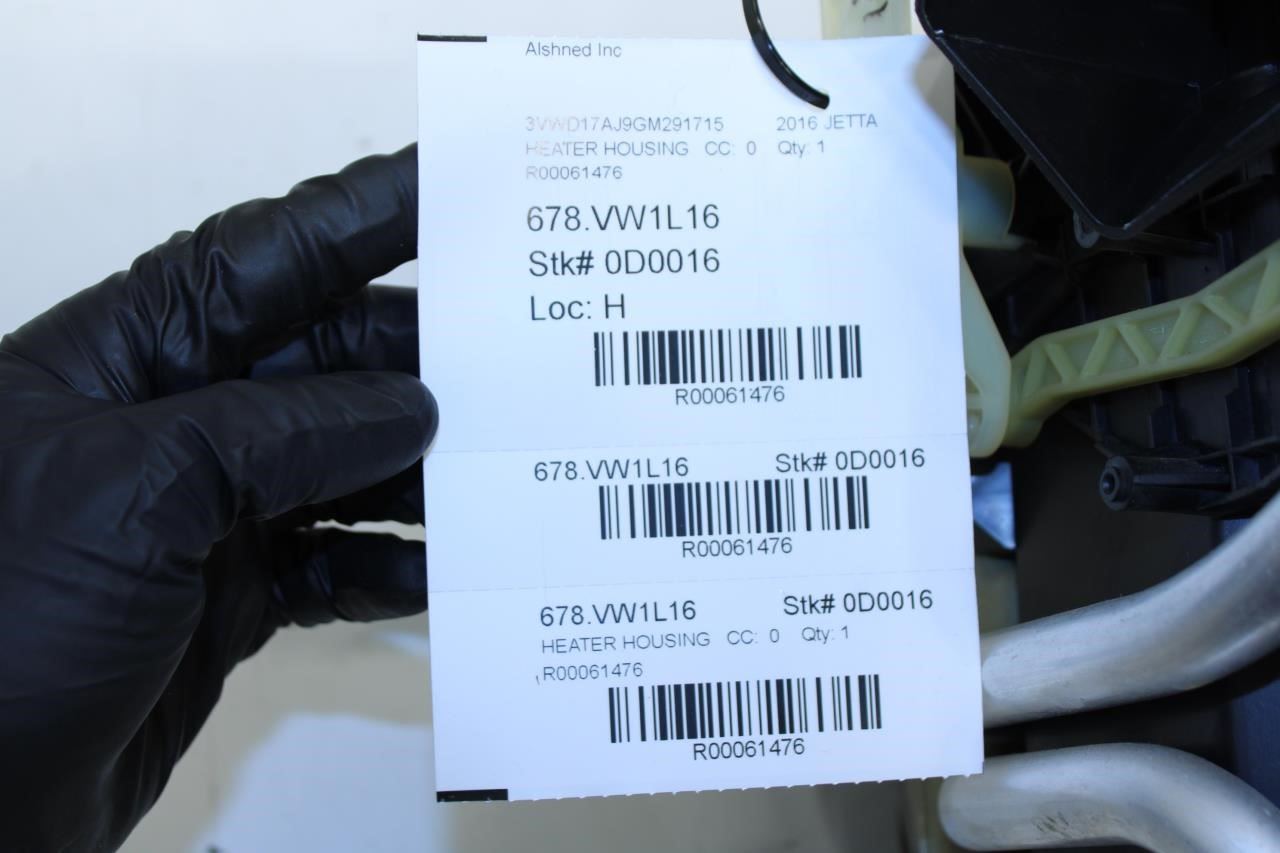 Alshned Inc
3VWD17AJ9GM291715 2016 JETTA
HEATER HOUSING CC: 0 Qty: 1
R00061476
678.VW1L16
Stk# 0D0016
Loc: H
R00061476
678.VW1L16 Stk# 0D0016
R00061476
678.VW1L16 Stk# 0D0016
HEATER HOUSING CC: 0 Qty: 1
R00061476
R00061476